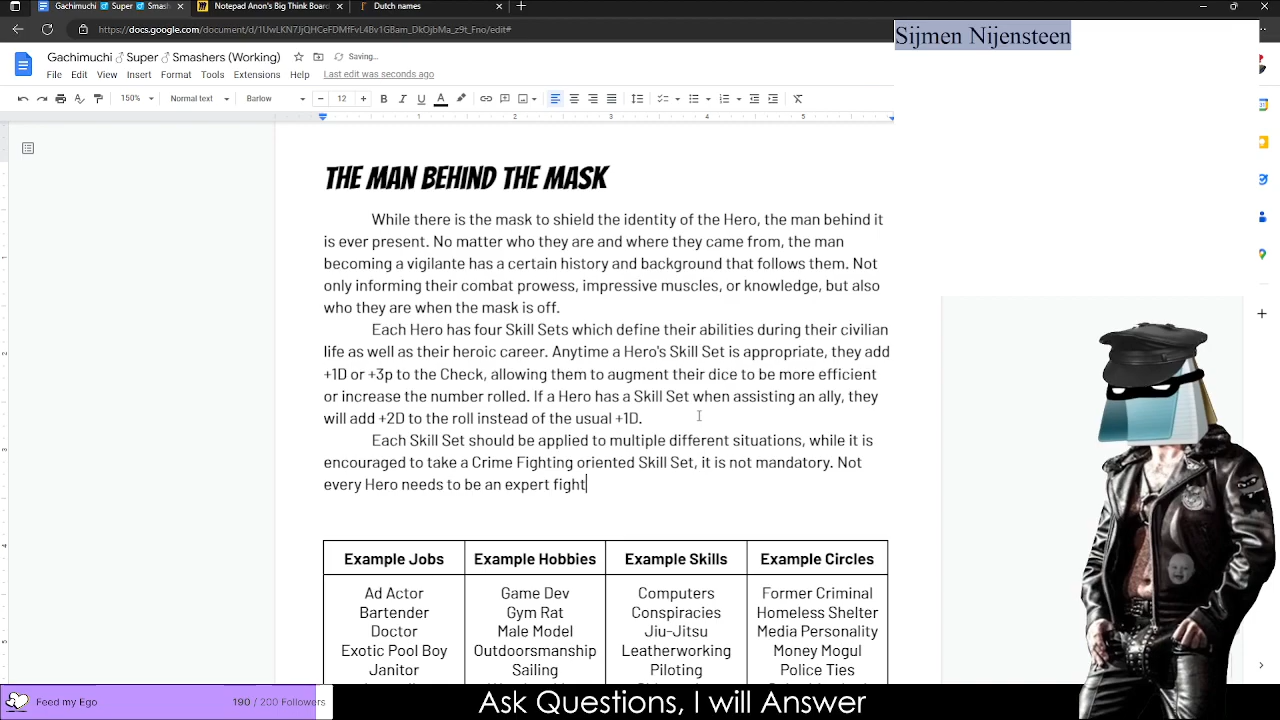 Notepad Anon's Big Think Board
Dutch names
https://docs.google.com/document/d/1UwLKN7JjQHCeFDMfFvL4Bv1GBam_DkOjbMa_z9t_Fno/edit#
Sijmen Nijensteen
Gachimuchi ♂ Super ♂ Smashers (Working)
Saving...
File Edit View Insert Format Tools Extensions Help Last edit was seconds ago
150% Normal text Barlow 12
1 2 3 4 5
THE MAN BEHIND THE MASK
While there is the mask to shield the identity of the Hero, the man behind it
is ever present. No matter who they are and where they came from, the man
becoming a vigilante has a certain history and background that follows them. Not
only informing their combat prowess, impressive muscles, or knowledge, but also
who they are when the mask is off.
Each Hero has four Skill Sets which define their abilities during their civilian
life as well as their heroic career. Anytime a Hero's Skill Set is appropriate, they add
+1D or +3p to the Check, allowing them to augment their dice to be more efficient
or increase the number rolled. If a Hero has a Skill Set when assisting an ally, they
will add +2D to the roll instead of the usual +1D.
Each Skill Set should be applied to multiple different situations, while it is
encouraged to take a Crime Fighting oriented Skill Set, it is not mandatory. Not
every Hero needs to be an expert fight
Example Jobs Example Hobbies Example Skills Example Circles
Ad Actor Game Dev Computers Former Criminal
Bartender Gym Rat Conspiracies Homeless Shelter
Doctor Male Model Jiu-Jitsu Media Personality
Exotic Pool Boy Outdoorsmanship Leatherworking Money Mogul
Janitor Sailing Piloting Police Ties
Feed my Ego 190 / 200 Followers
Ask Questions, I will Answer